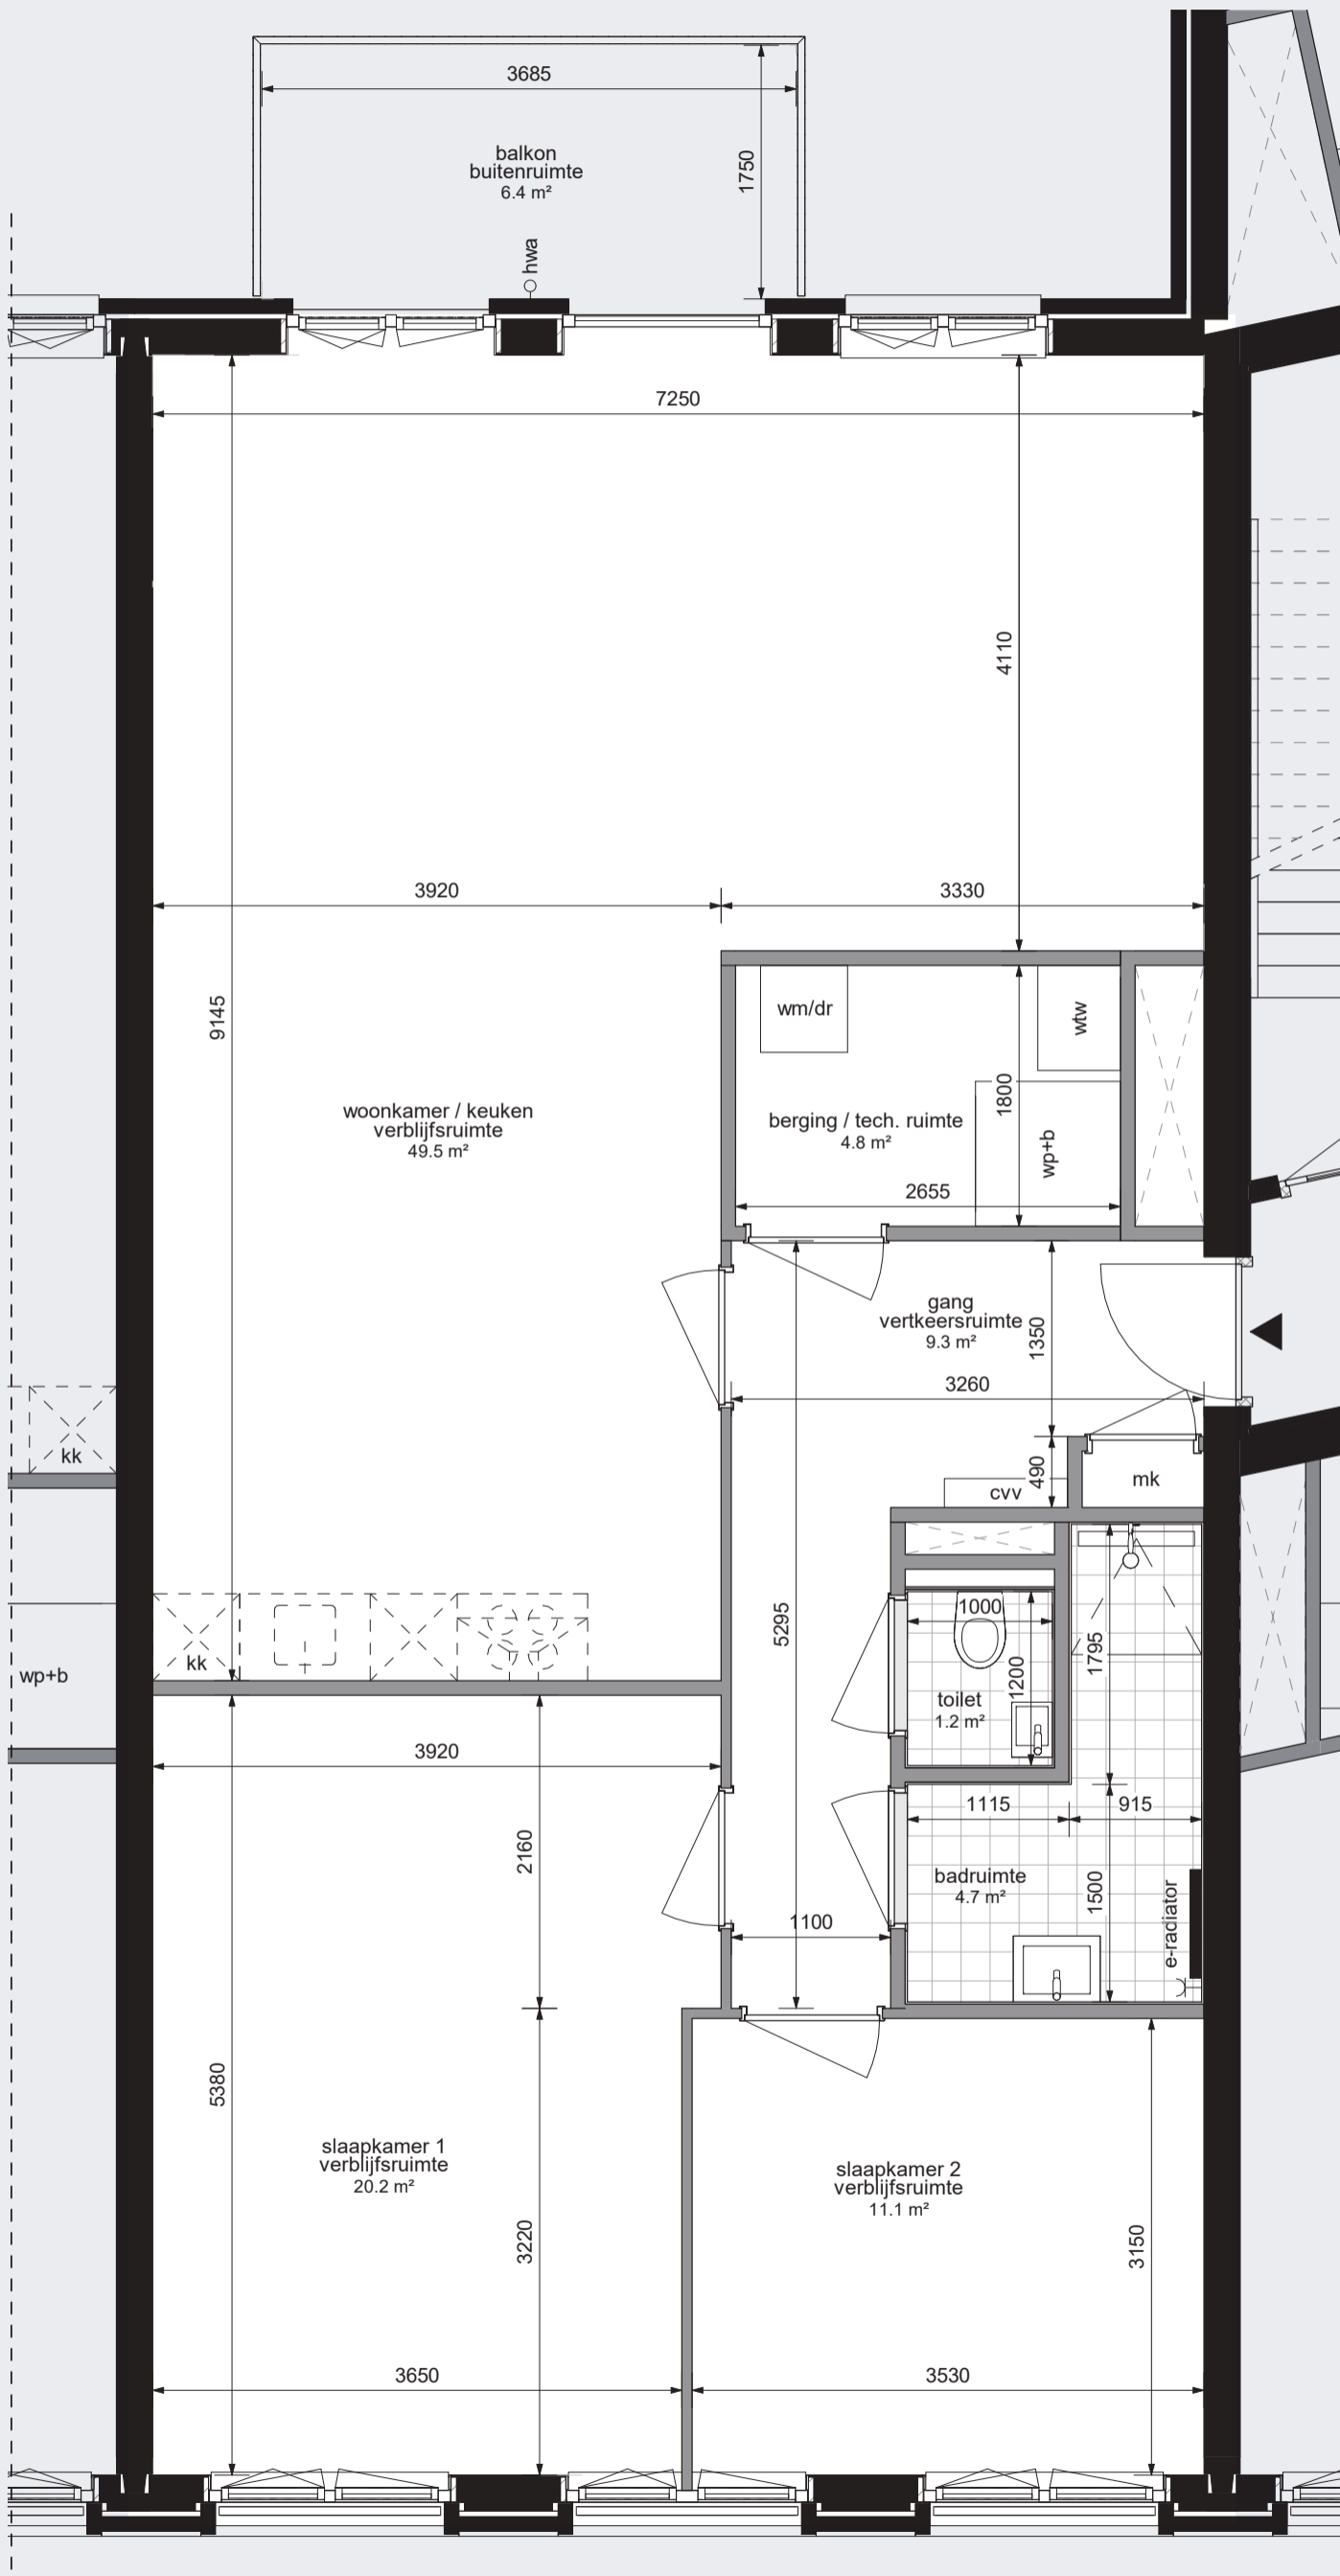 3685
balkon
buitenruimte
6.4 m²
1750
hwa
7250
4110
3920
3330
9145
wm/dr
wtw
woonkamer / keuken
verblijfsruimte
49.5 m²
berging / tech. ruimte
4.8 m²
1800
wp+b
2655
gang
vertkeersruimte
9.3 m²
1350
3260
kk
490
cvv
mk
kk
wp+b
5295
1000
1200
toilet
1.2 m²
1795
3920
2160
1115
915
badruimte
4.7 m²
1500
e-radiator
1100
5380
slaapkamer 1
verblijfsruimte
20.2 m²
slaapkamer 2
verblijfsruimte
11.1 m²
3220
3150
3650
3530